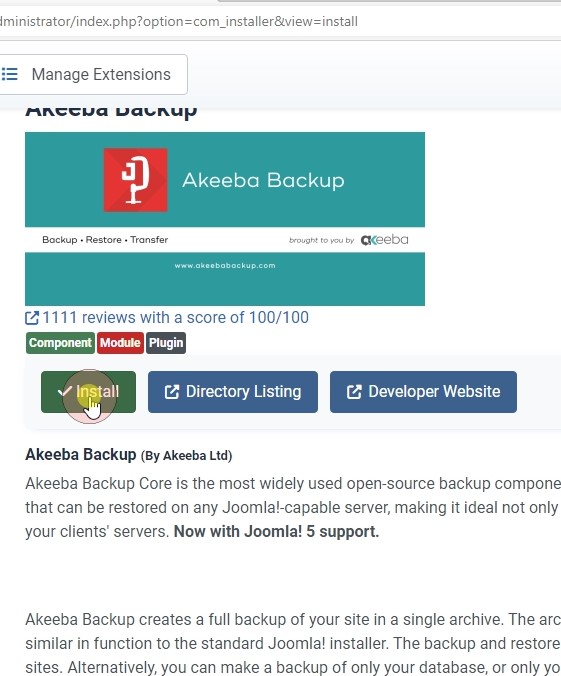 dministrator/index.php?option=com_installer&view=install
Manage Extensions
Akeeba Backup
Akeeba Backup
Backup • Restore • Transfer
brought to you by akeeba
www.akeebabackup.com
1111 reviews with a score of 100/100
Component Module Plugin
Install Directory Listing Developer Website
Akeeba Backup (By Akeeba Ltd)
Akeeba Backup Core is the most widely used open-source backup compone
that can be restored on any Joomla!-capable server, making it ideal not only
your clients' servers. Now with Joomla! 5 support.
Akeeba Backup creates a full backup of your site in a single archive. The arc
similar in function to the standard Joomla! installer. The backup and restore
sites. Alternatively, you can make a backup of only your database, or only yo